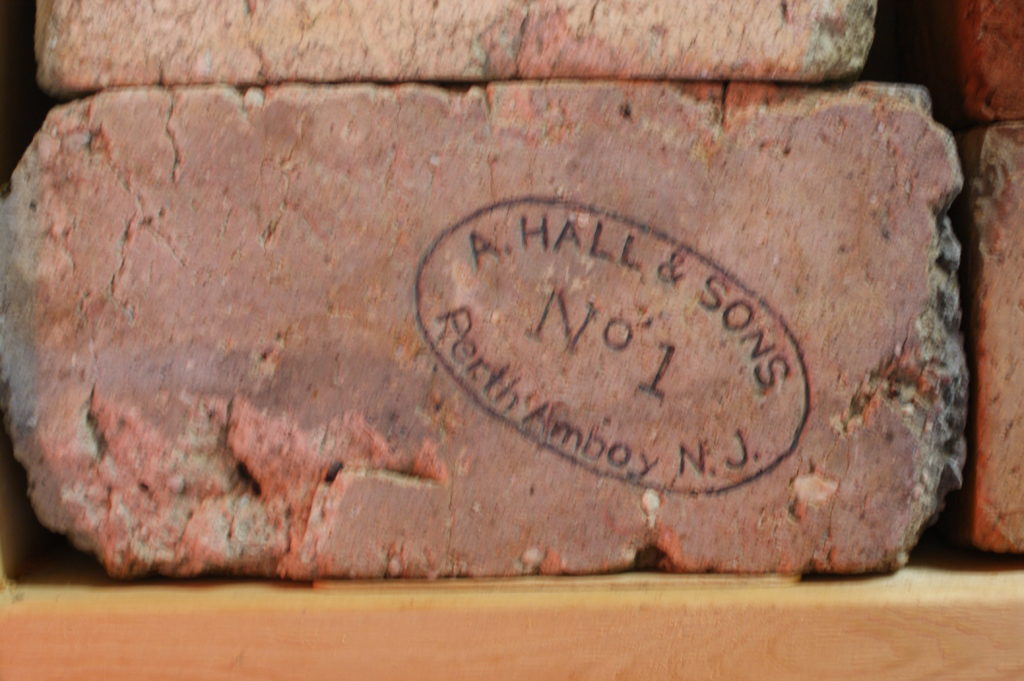 A. HALL & SONS.
No. 1
Perth Amboy N.J.